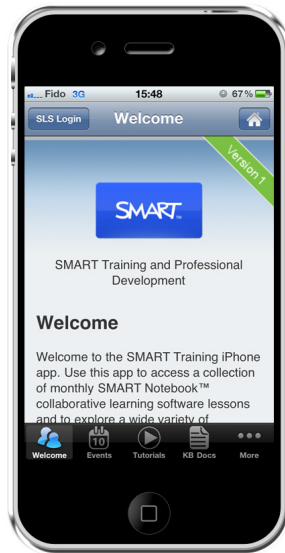 Fido 3G 15:48 67%
SLS Login Welcome
Version 1
SMART™
SMART Training and Professional
Development
Welcome
Welcome to the SMART Training iPhone
app. Use this app to access a collection
of monthly SMART Notebook™
collaborative learning software lessons
and to explore a wide variety of
10
Welcome Events Tutorials KB Docs More